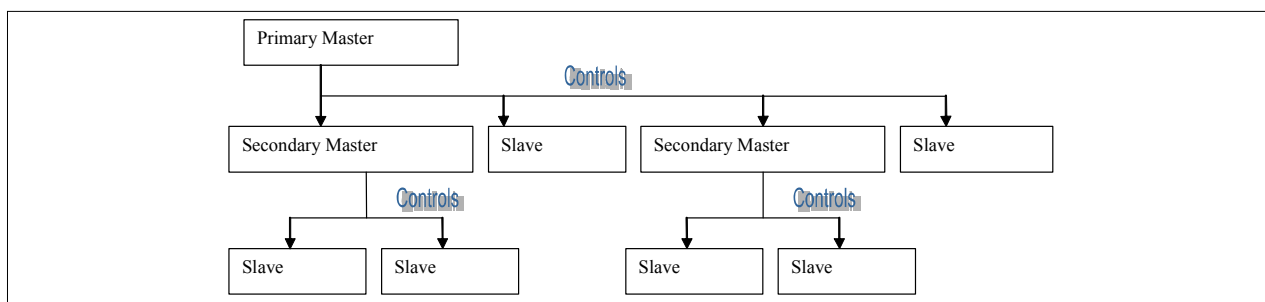 Primary Master
Controls
Secondary Master
Slave
Secondary Master
Slave
Controls
Controls
Slave
Slave
Slave
Slave